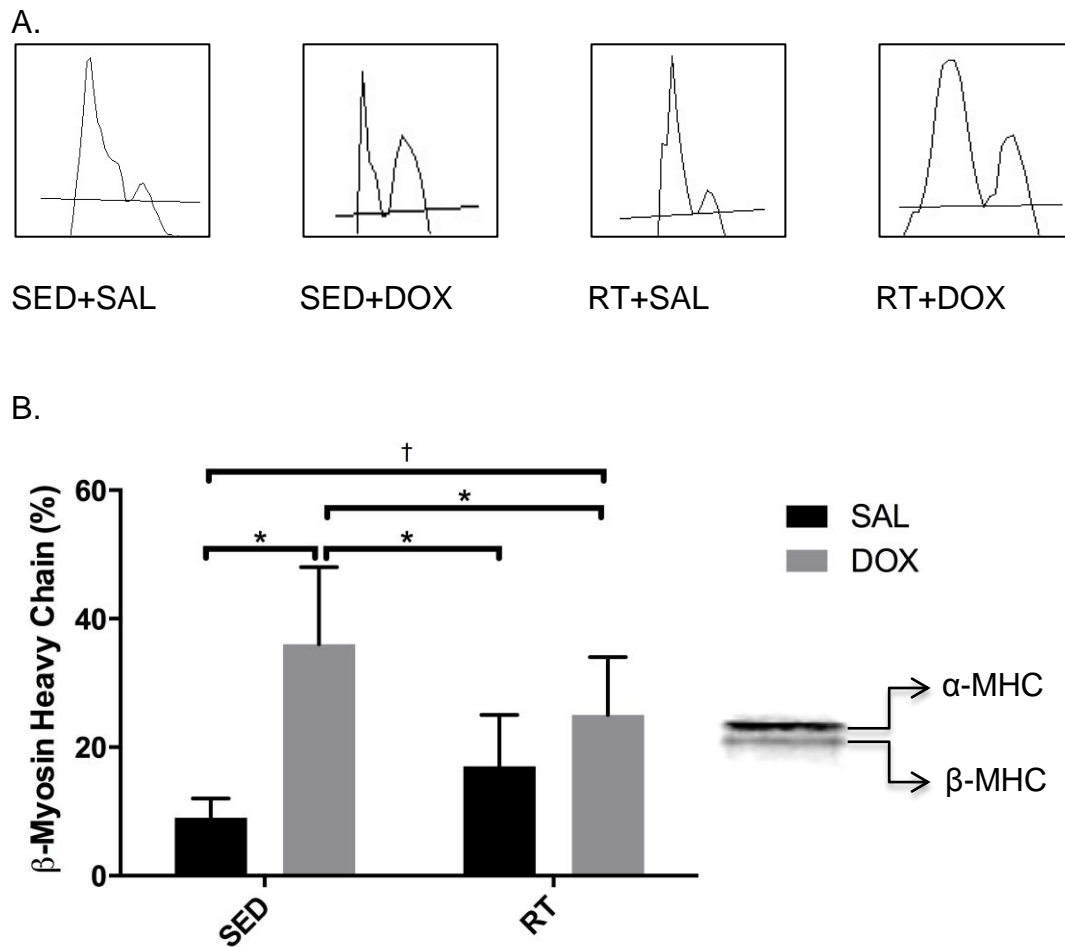 A.
SED+SAL
SED+DOX
RT+SAL
RT+DOX
B.
†
*
*
*
60
40
20
0
β-Myosin Heavy Chain (%)
SED
RT
SAL
DOX
α-MHC
β-MHC